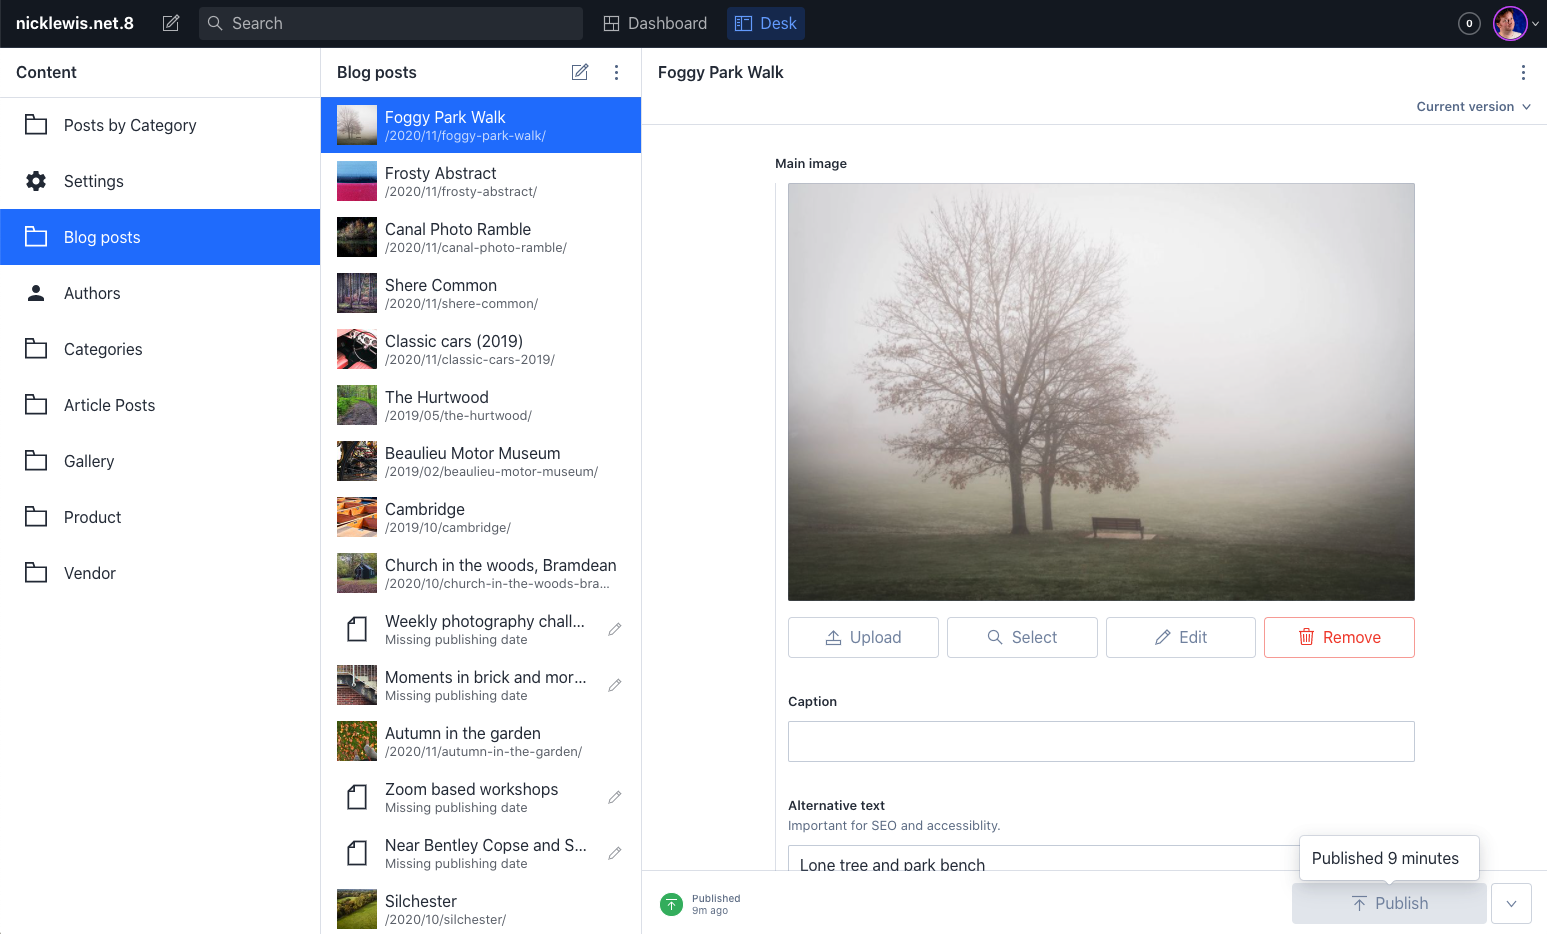 nicklewis.net.8
Search
Dashboard
Desk
0
Content
Posts by Category
Settings
Blog posts
Authors
Categories
Article Posts
Gallery
Product
Vendor
Blog posts
Foggy Park Walk
/2020/11/foggy-park-walk/
Frosty Abstract
/2020/11/frosty-abstract/
Canal Photo Ramble
/2020/11/canal-photo-ramble/
Shere Common
/2020/11/shere-common/
Classic cars (2019)
/2020/11/classic-cars-2019/
The Hurtwood
/2019/05/the-hurtwood/
Beaulieu Motor Museum
/2019/02/beaulieu-motor-museum/
Cambridge
/2019/10/cambridge/
Church in the woods, Bramdean
/2020/10/church-in-the-woods-bra...
Weekly photography chall...
Missing publishing date
Moments in brick and mor...
Missing publishing date
Autumn in the garden
/2020/11/autumn-in-the-garden/
Zoom based workshops
Missing publishing date
Near Bentley Copse and S...
Missing publishing date
Silchester
/2020/10/silchester/
Foggy Park Walk
Current version
Main image
Upload
Select
Edit
Remove
Caption
Alternative text
Important for SEO and accessiblity.
Lone tree and park bench
Published 9 minutes
Published
9m ago
Publish